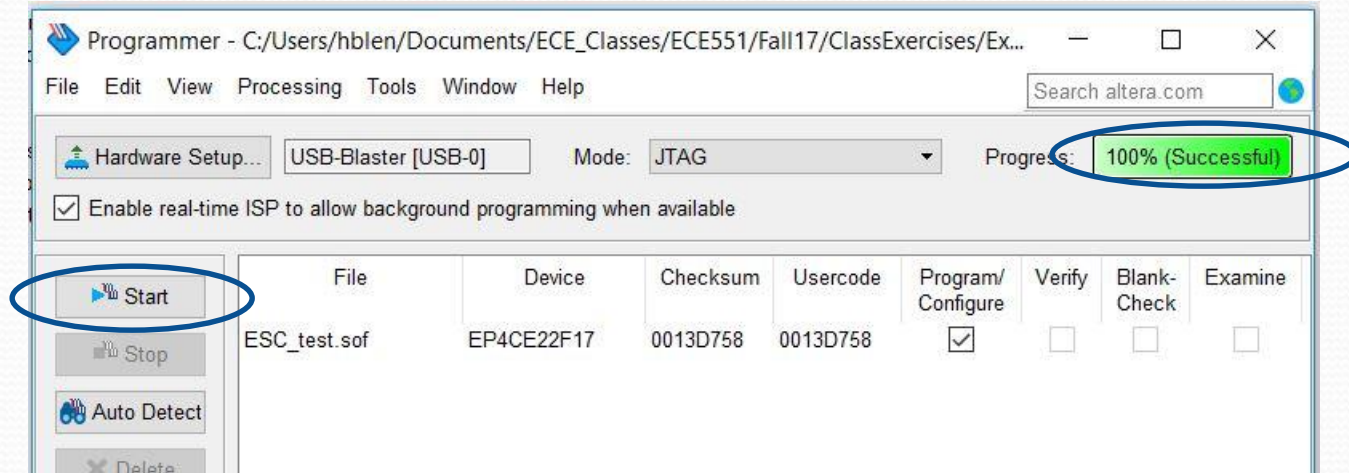 Programmer - C:/Users/hblen/Documents/ECE_Classes/ECE551/Fall17/ClassExercises/Ex...
File Edit View Processing Tools Window Help
Search altera.com
Hardware Setup... USB-Blaster [USB-0] Mode: JTAG Progress: 100% (Successful)
Enable real-time ISP to allow background programming when available
Start
Stop
Auto Detect
Delete
File Device Checksum Usercode Program/ Configure Verify Blank- Check Examine
ESC_test.sof EP4CE22F17 0013D758 0013D758